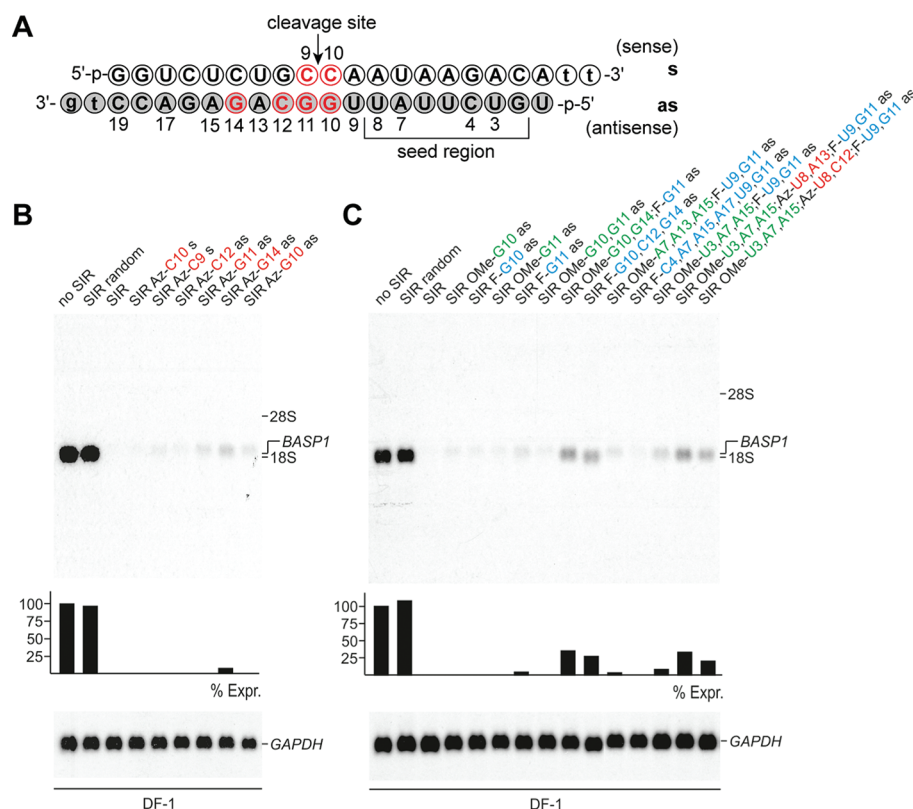 A
cleavage site
9 10
(sense)
5'-p-GGUCUCUGCCAAUAAGACAtt-3' s
3'-gtCCAGAGACGGUUAUUCUGU-p-5' as
19 17 15 14 13 12 11 10 9 8 7 4 3
(antisense)
seed region
B
no SIR
SIR random
SIR
SIR Az-C10 s
SIR Az-C9 s
SIR Az-C12 as
SIR Az-G11 as
SIR Az-G14 as
SIR Az-G10 as
28S
BASP1
18S
100
75
50
25
% Expr.
GAPDH
DF-1
C
no SIR
SIR random
SIR
SIR OMe-G10 as
SIR F-G10 as
SIR OMe-G11 as
SIR F-G11 as
SIR OMe-G10,G11 as
SIR OMe-G10,G14;F-G11 as
SIR F-G10,C12,G14 as
SIR OMe-A7,A13,A15;F-U9,G11 as
SIR F-C4,A7,A15,A17,U9,G11 as
SIR OMe-U3,A7,A15;F-U9,G11 as
SIR OMe-U3,A7,A15;Az-U8,A13;F-U9,G11 as
SIR OMe-U3,A7,A15;Az-U8,C12;F-U9,G11 as
28S
BASP1
18S
100
75
50
25
% Expr.
GAPDH
DF-1